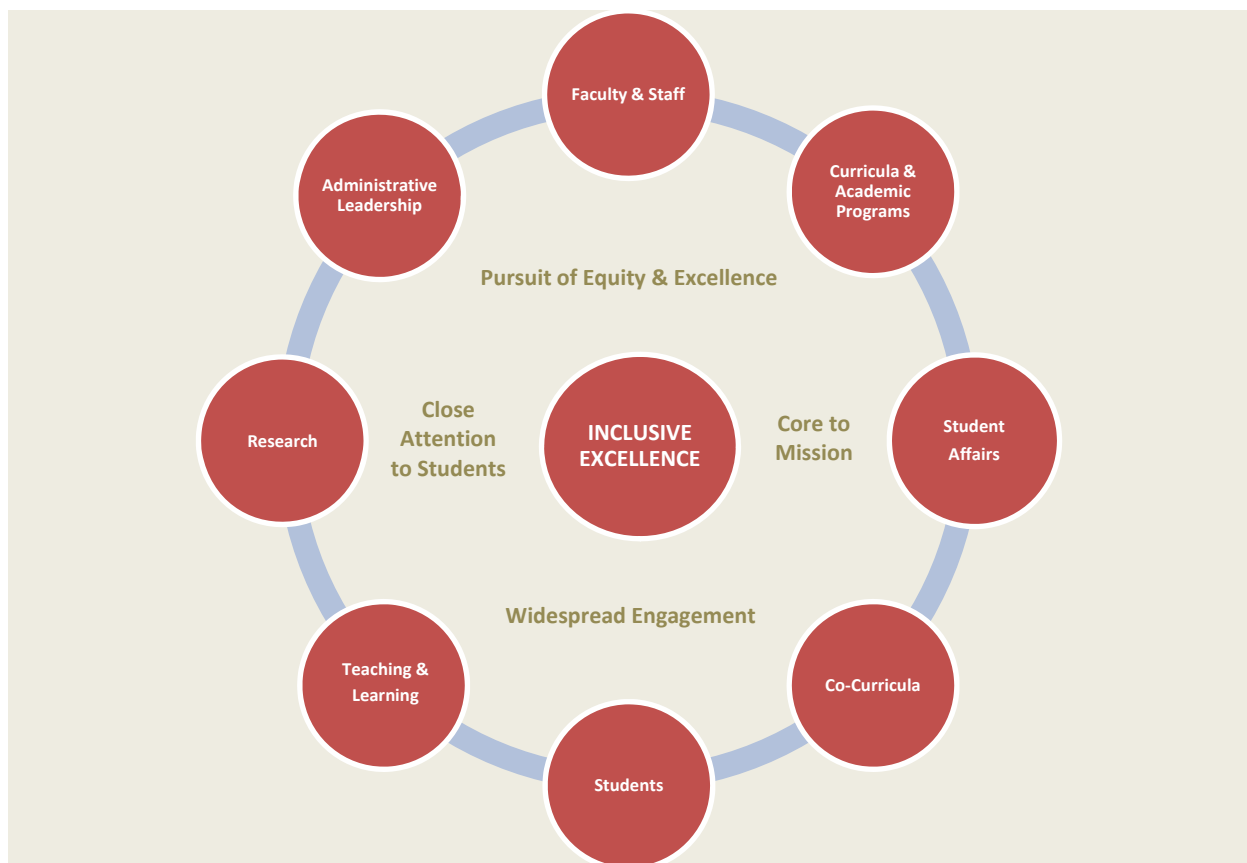 Faculty & Staff
Administrative
Leadership
Curricula &
Academic
Programs
Pursuit of Equity & Excellence
Research
Close
Attention
to Students
INCLUSIVE
EXCELLENCE
Core to
Mission
Student
Affairs
Widespread Engagement
Teaching &
Learning
Co-Curricula
Students